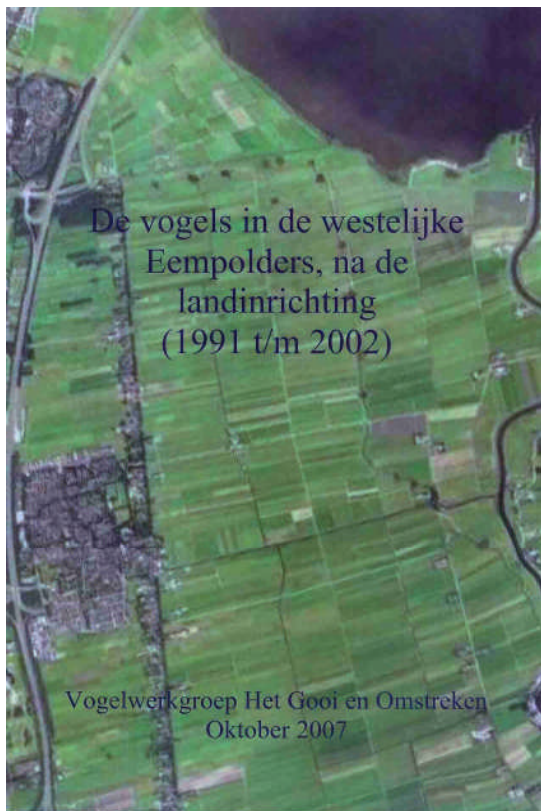 De vogels in de westelijke
Eempolders, na de
landinrichting
(1991 t/m 2002)
Vogelwerkgroep Het Gooi en Omstreken
Oktober 2007